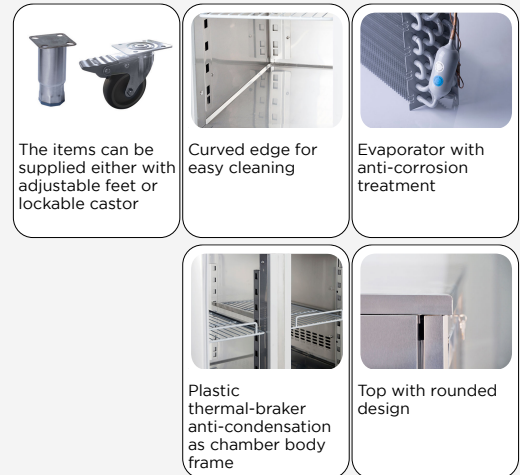 The items can be
supplied either with
adjustable feet or
lockable castor
Curved edge for
easy cleaning
Evaporator with
anti-corrosion
treatment
Plastic
thermal-braker
anti-condensation
as chamber body
frame
Top with rounded
design